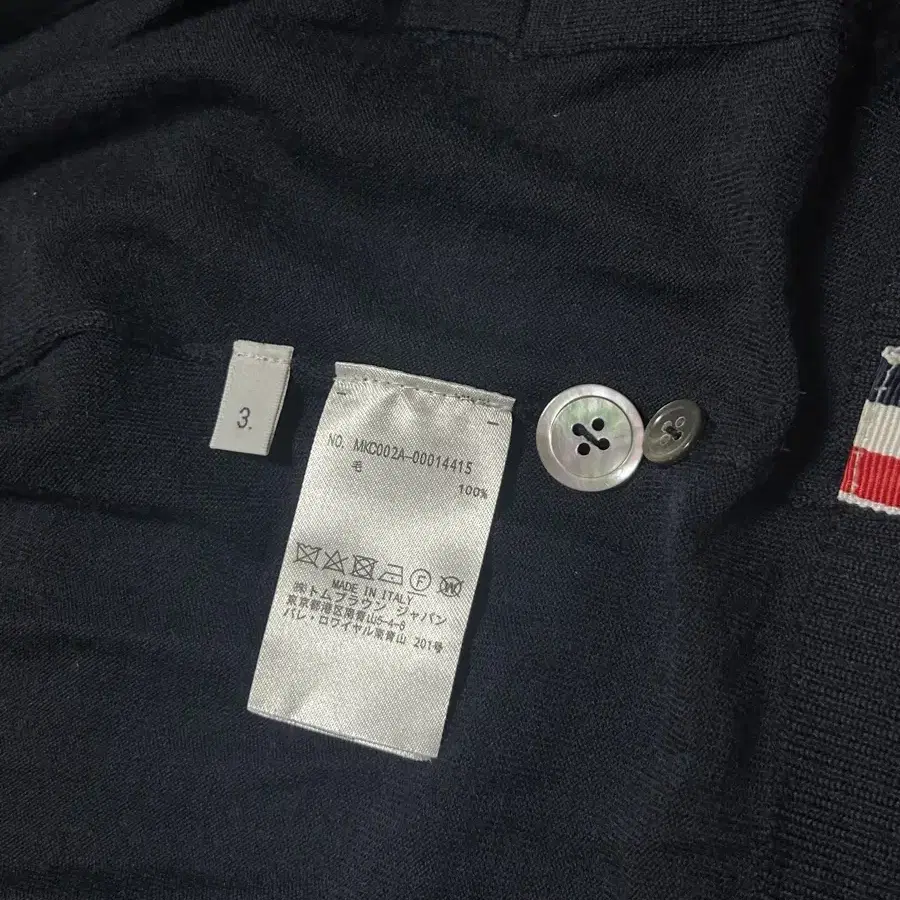 3.
NO. MKC002A-00014415
毛
100%
F
W
MADE IN ITALY
㈱トム ブラウン ジャパン
東京都港区南青山5-4-8
パレ・ロワイヤル東青山 201号